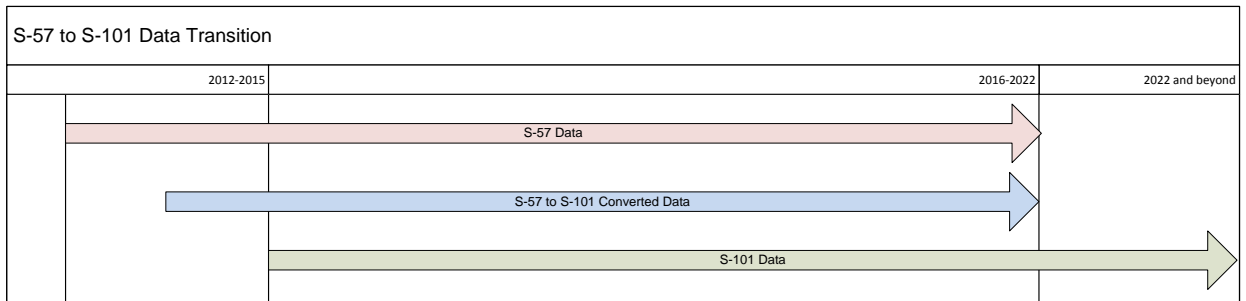 S-57 to S-101 Data Transition
2012-2015
2016-2022
2022 and beyond
S-57 Data
S-57 to S-101 Converted Data
S-101 Data